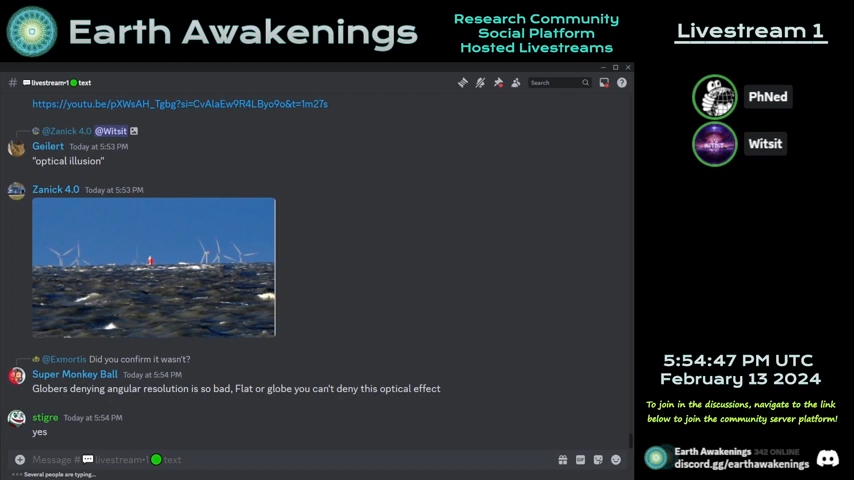 Earth Awakenings
Research Community
Social Platform
Hosted Livestreams
Livestream 1
# livestream•1 text
Search
https://youtu.be/pXWsAH_Tgbg?si=CvAlaEw9R4LByo9o&t=1m27s
@Zanick 4.0 @Witsit
Geilert Today at 5:53 PM
"optical illusion"
Zanick 4.0 Today at 5:53 PM
@Exmortis Did you confirm it wasn't?
Super Monkey Ball Today at 5:54 PM
Globers denying angular resolution is so bad, Flat or globe you can't deny this optical effect
stigre Today at 5:54 PM
yes
Message # livestream•1 text
GIF
Several people are typing...
PhNed
Witsit
5:54:47 PM UTC
February 13 2024
To join in the discussions, navigate to the link
below to join the community server platform!
Earth Awakenings 342 ONLINE
discord.gg/earthawakenings